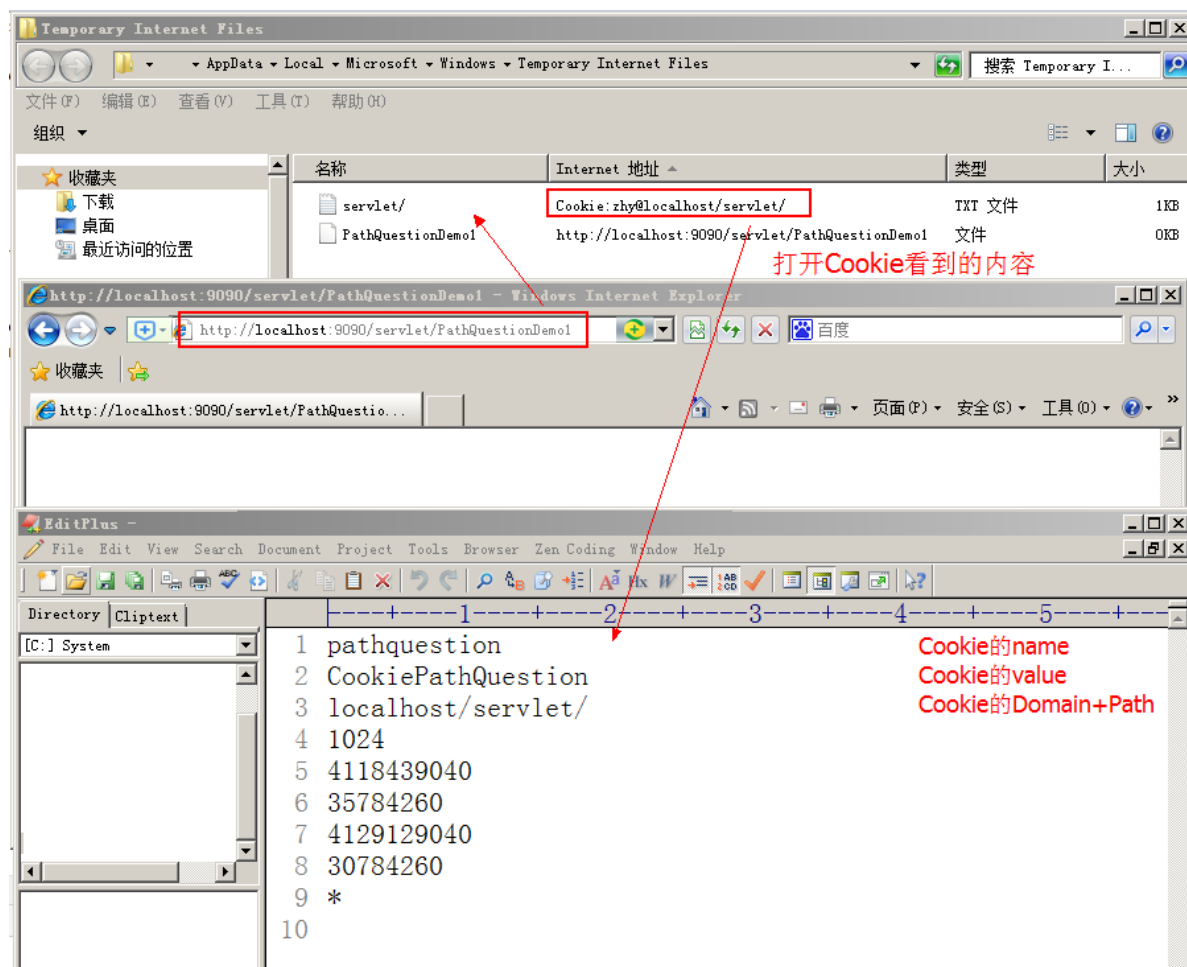 Temporary Internet Files
AppData Local Microsoft Windows Temporary Internet Files 搜索 Temporary I...
文件(F) 编辑(E) 查看(V) 工具(T) 帮助(H)
组织
收藏夹
下载
桌面
最近访问的位置
名称 Internet 地址 类型 大小
servlet/ Cookie:zhy@localhost/servlet/ TXT 文件 1KB
PathQuestionDemo1 http://localhost:9090/servlet/PathQuestionDemo1 文件 0KB
打开Cookie看到的内容
http://localhost:9090/servlet/PathQuestionDemo1 - Windows Internet Explorer
http://localhost:9090/servlet/PathQuestionDemo1 百度
收藏夹
http://localhost:9090/servlet/PathQuestio... 页面(P) 安全(S) 工具(O) »
EditPlus -
File Edit View Search Document Project Tools Browser Zen Coding Window Help
Directory Cliptext
[C:] System
----+----1----+----2----+----3----+----4----+----5----+---
1 pathquestion Cookie的name
2 CookiePathQuestion Cookie的value
3 localhost/servlet/ Cookie的Domain+Path
4 1024
5 4118439040
6 35784260
7 4129129040
8 30784260
9 *
10